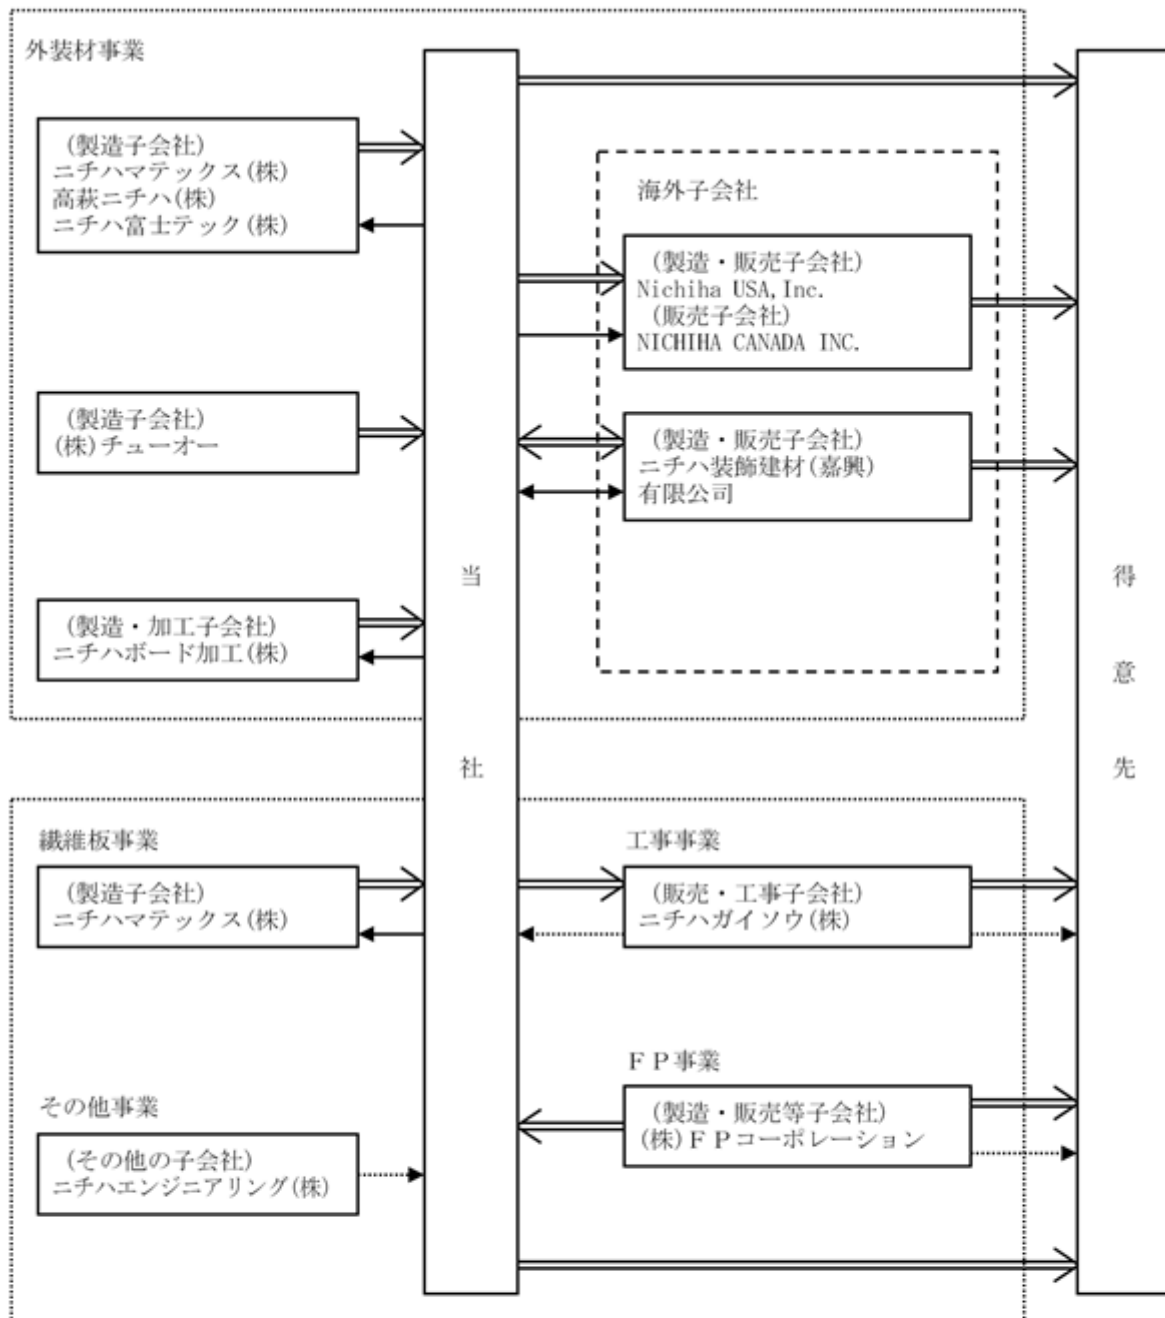 外装材事業
(製造子会社)
ニチハマテックス(株)
高萩ニチハ(株)
ニチハ富士テック(株)
海外子会社
(製造・販売子会社)
Nichiha USA,Inc.
(販売子会社)
NICHIHA CANADA INC.
(製造子会社)
(株)チューオー
(製造・販売子会社)
ニチハ装飾建材(嘉興)
有限公司
(製造・加工子会社)
ニチハボード加工(株)
当社
得意先
繊維板事業
(製造子会社)
ニチハマテックス(株)
工事事業
(販売・工事子会社)
ニチハガイソウ(株)
その他事業
(その他の子会社)
ニチハエンジニアリング(株)
ＦＰ事業
(製造・販売等子会社)
(株)ＦＰコーポレーション